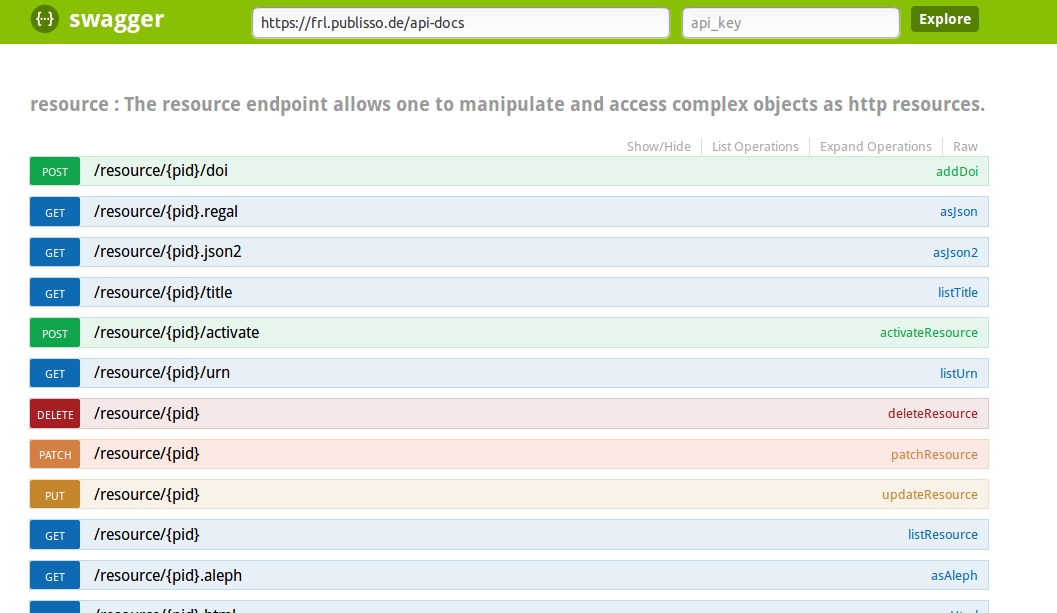 {··} swagger https://frl.publisso.de/api-docs api_key Explore
resource : The resource endpoint allows one to manipulate and access complex objects as http resources.
Show/Hide List Operations Expand Operations Raw
POST /resource/{pid}/doi addDoi
GET /resource/{pid}.regal asJson
GET /resource/{pid}.json2 asJson2
GET /resource/{pid}/title listTitle
POST /resource/{pid}/activate activateResource
GET /resource/{pid}/urn listUrn
DELETE /resource/{pid} deleteResource
PATCH /resource/{pid} patchResource
PUT /resource/{pid} updateResource
GET /resource/{pid} listResource
GET /resource/{pid}.aleph asAleph